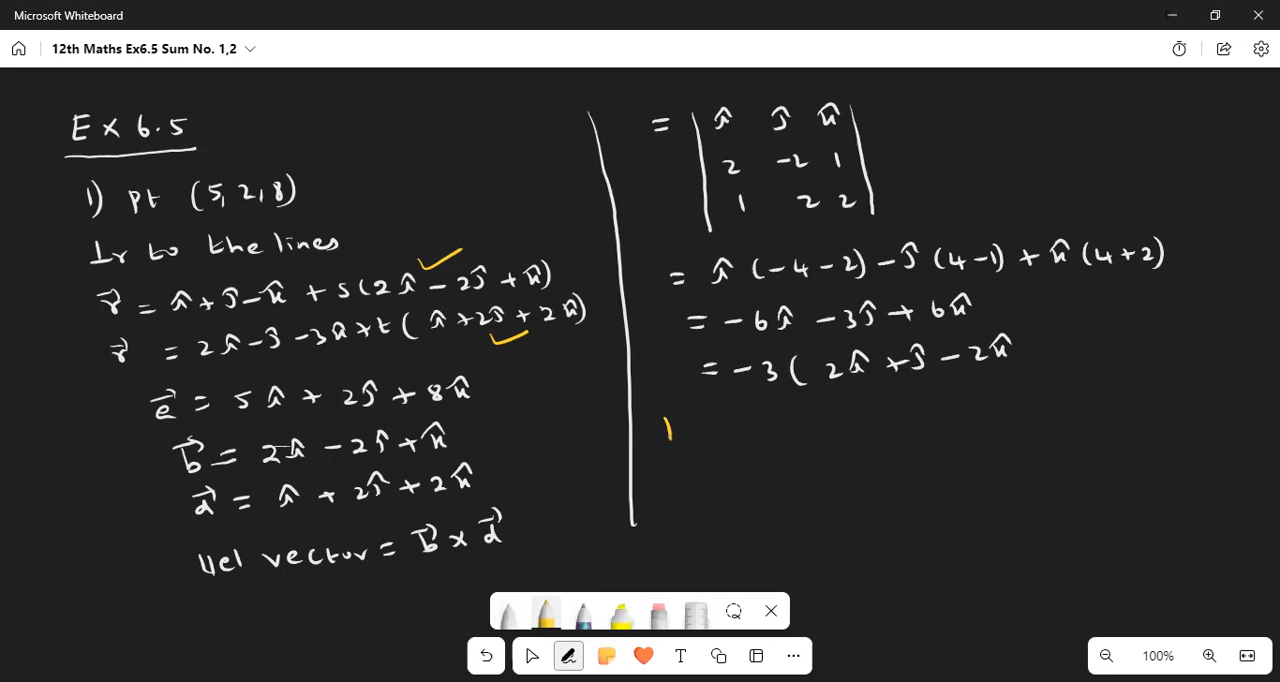 Microsoft Whiteboard
12th Maths Ex6.5 Sum No. 1,2
Ex 6.5
1) pt (5, 2, 8)
⊥r to the lines
r⃗ = î + ĵ - k̂ + s(2î - 2ĵ + k̂)
r⃗ = 2î - ĵ - 3k̂ + t(î + 2ĵ + 2k̂)
e⃗ = 5î + 2ĵ + 8k̂
b⃗ = 2î - 2ĵ + k̂
d⃗ = î + 2ĵ + 2k̂
||el vector = b⃗ × d⃗
= | î ĵ k̂ |
| 2 -2 1 |
| 1 2 2 |
= î (-4 - 2) - ĵ (4 - 1) + k̂ (4 + 2)
= -6î - 3ĵ + 6k̂
= -3 ( 2î + ĵ - 2k̂
100%